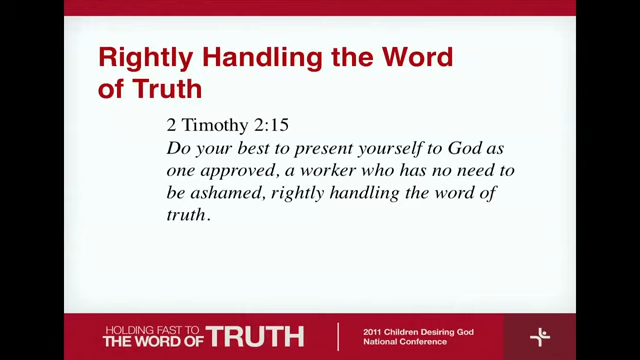 Rightly Handling the Word
of Truth
2 Timothy 2:15
Do your best to present yourself to God as
one approved, a worker who has no need to
be ashamed, rightly handling the word of
truth.
HOLDING FAST TO
THE WORD OF TRUTH
2011 Children Desiring God
National Conference